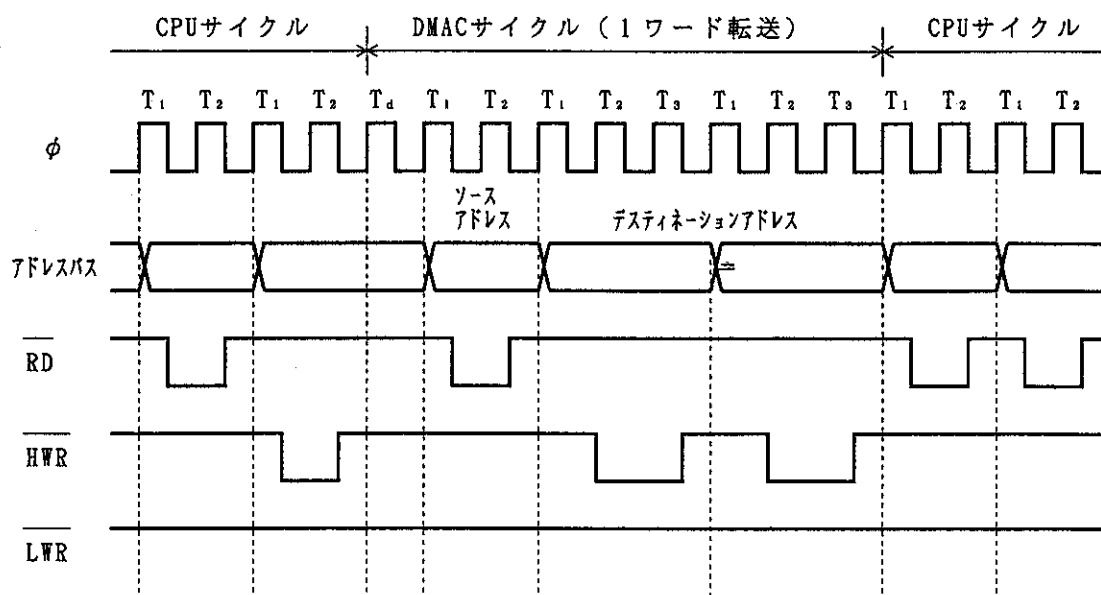 CPUサイクル DMACサイクル（1ワード転送） CPUサイクル
T₁ T₂ T₁ T₂ Td T₁ T₂ T₁ T₂ T₃ T₁ T₂ T₃ T₁ T₂ T₁ T₂
φ
ソース
アドレス
デスティネーションアドレス
アドレスバス
RD
HWR
LWR